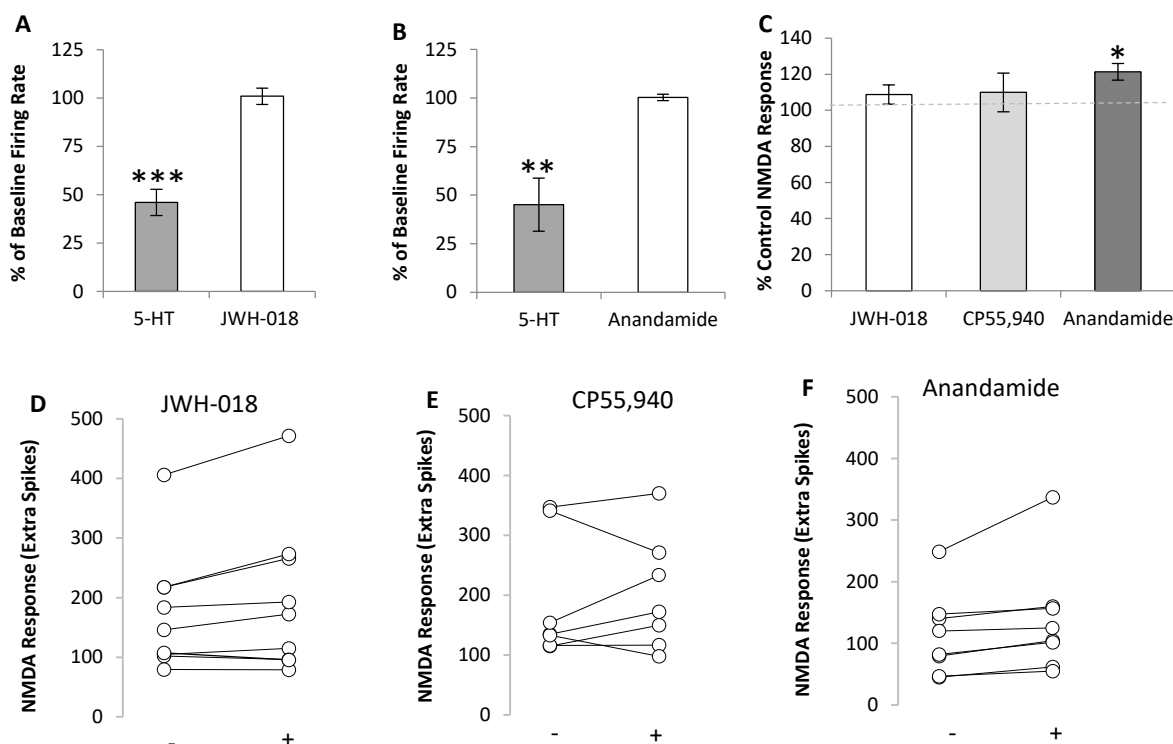 A
% of Baseline Firing Rate
125
100
75
50
25
0
***
5-HT
JWH-018
B
% of Baseline Firing Rate
125
100
75
50
25
0
**
5-HT
Anandamide
C
% Control NMDA Response
140
120
100
80
60
40
20
0
*
JWH-018
CP55,940
Anandamide
D
JWH-018
NMDA Response (Extra Spikes)
500
400
300
200
100
0
-
+
E
CP55,940
NMDA Response (Extra Spikes)
500
400
300
200
100
0
-
+
F
Anandamide
NMDA Response (Extra Spikes)
500
400
300
200
100
0
-
+